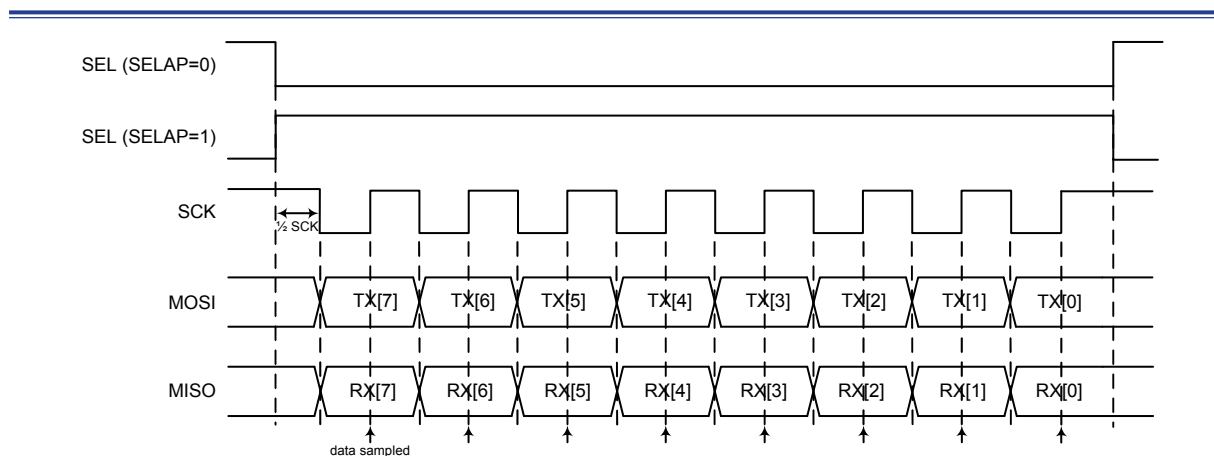 SEL (SELAP=0)
SEL (SELAP=1)
SCK
½ SCK
MOSI
TX[7] TX[6] TX[5] TX[4] TX[3] TX[2] TX[1] TX[0]
MISO
RX[7] RX[6] RX[5] RX[4] RX[3] RX[2] RX[1] RX[0]
data sampled